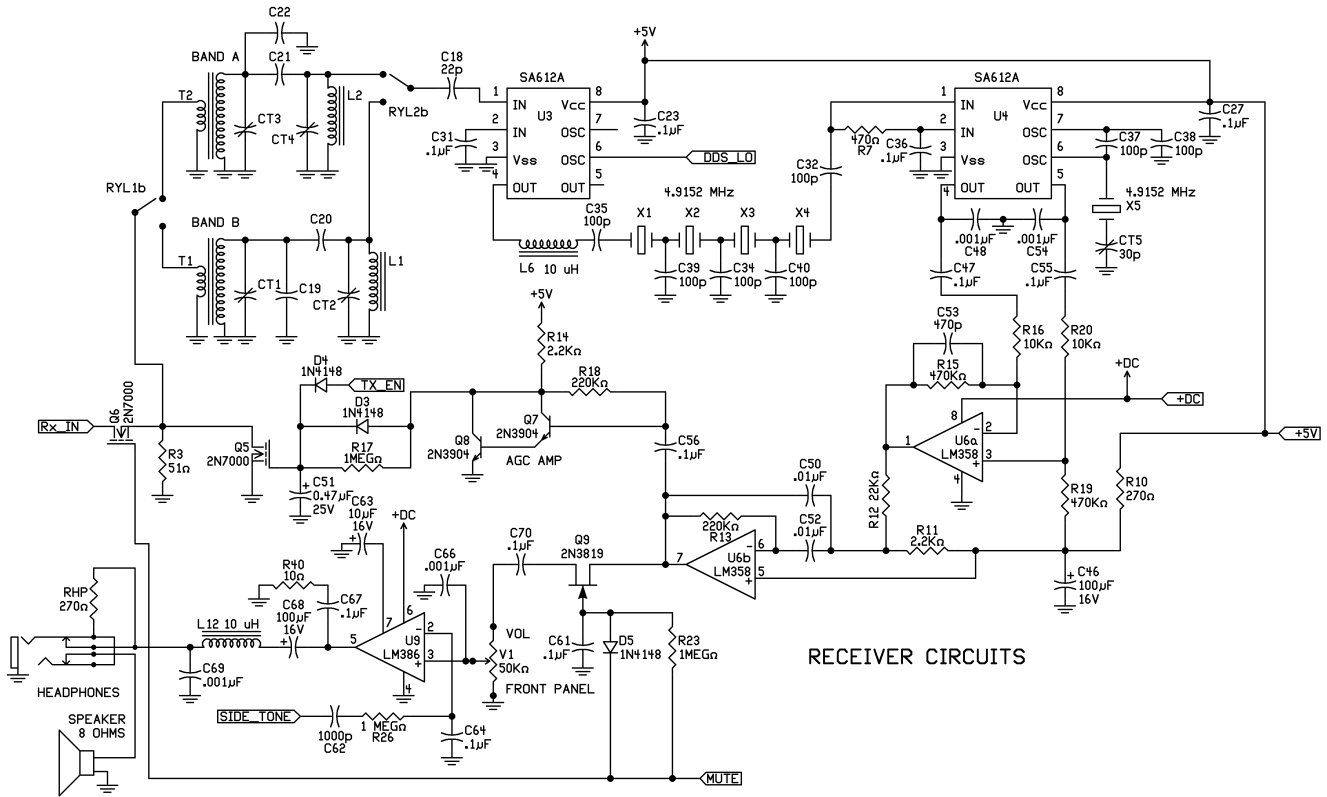 C22
+5V
BAND A
C21
C18
22p
SA612A
SA612A
T2
L2
RYL2b
CT3
CT4
1
IN
Vcc
8
2
IN
U3
OSC
7
3
Vss
OSC
6
4
OUT
OUT
5
C31
.1µF
C23
.1µF
DDS_LO
1
IN
Vcc
8
2
IN
U4
OSC
7
3
Vss
OSC
6
4
OUT
OUT
5
470Ω
R7
C36
.1µF
C27
.1µF
C37
100p
C38
100p
C32
100p
RYL1b
4.9152 MHz
4.9152 MHz
X5
BAND B
C20
C35
100p
X1
X2
X3
X4
T1
L1
CT1
C19
CT2
L6 10 uH
C39
100p
C34
100p
C40
100p
.001µF
C48
.001µF
C54
CT5
30p
C47
.1µF
C55
.1µF
+5V
R14
2.2KΩ
C53
470p
R16
10KΩ
R20
10KΩ
D4
1N4148
TX_EN
R18
220KΩ
R15
470KΩ
+DC
+DC
D3
1N4148
Q6
2N7000
Rx_IN
Q7
2N3904
Q8
2N3904
AGC AMP
8
2
−
1
U6a
LM358
+
3
4
+5V
R3
51Ω
Q5
2N7000
R17
1MEGΩ
C56
.1µF
C51
0.47µF
25V
+
C50
.01µF
R12 22KΩ
R19
470KΩ
R10
270Ω
C63
10µF
16V
+
+DC
C70
.1µF
Q9
2N3819
220KΩ
R13
C52
.01µF
R11
2.2KΩ
7
U6b
LM358
−
6
+
5
C46
100µF
16V
+
R40
10Ω
C66
.001µF
RHP
270Ω
C68
100µF
16V
+
C67
.1µF
L12 10 uH
7
6
5
U9
LM386
−
2
+
3
4
VOL
V1
50KΩ
FRONT PANEL
C61
.1µF
D5
1N4148
R23
1MEGΩ
RECEIVER CIRCUITS
C69
.001µF
HEADPHONES
SIDE_TONE
1000p
C62
1 MEGΩ
R26
C64
.1µF
SPEAKER
8 OHMS
MUTE